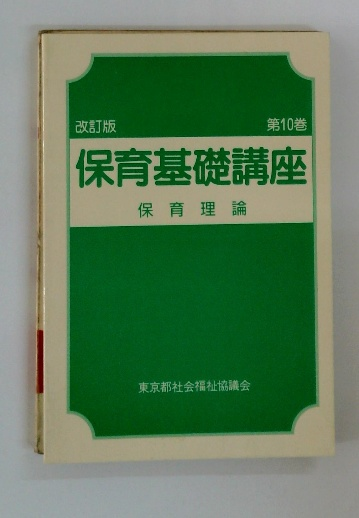 改訂版 第10巻
保育基礎講座
保育理論
東京都社会福祉協議会